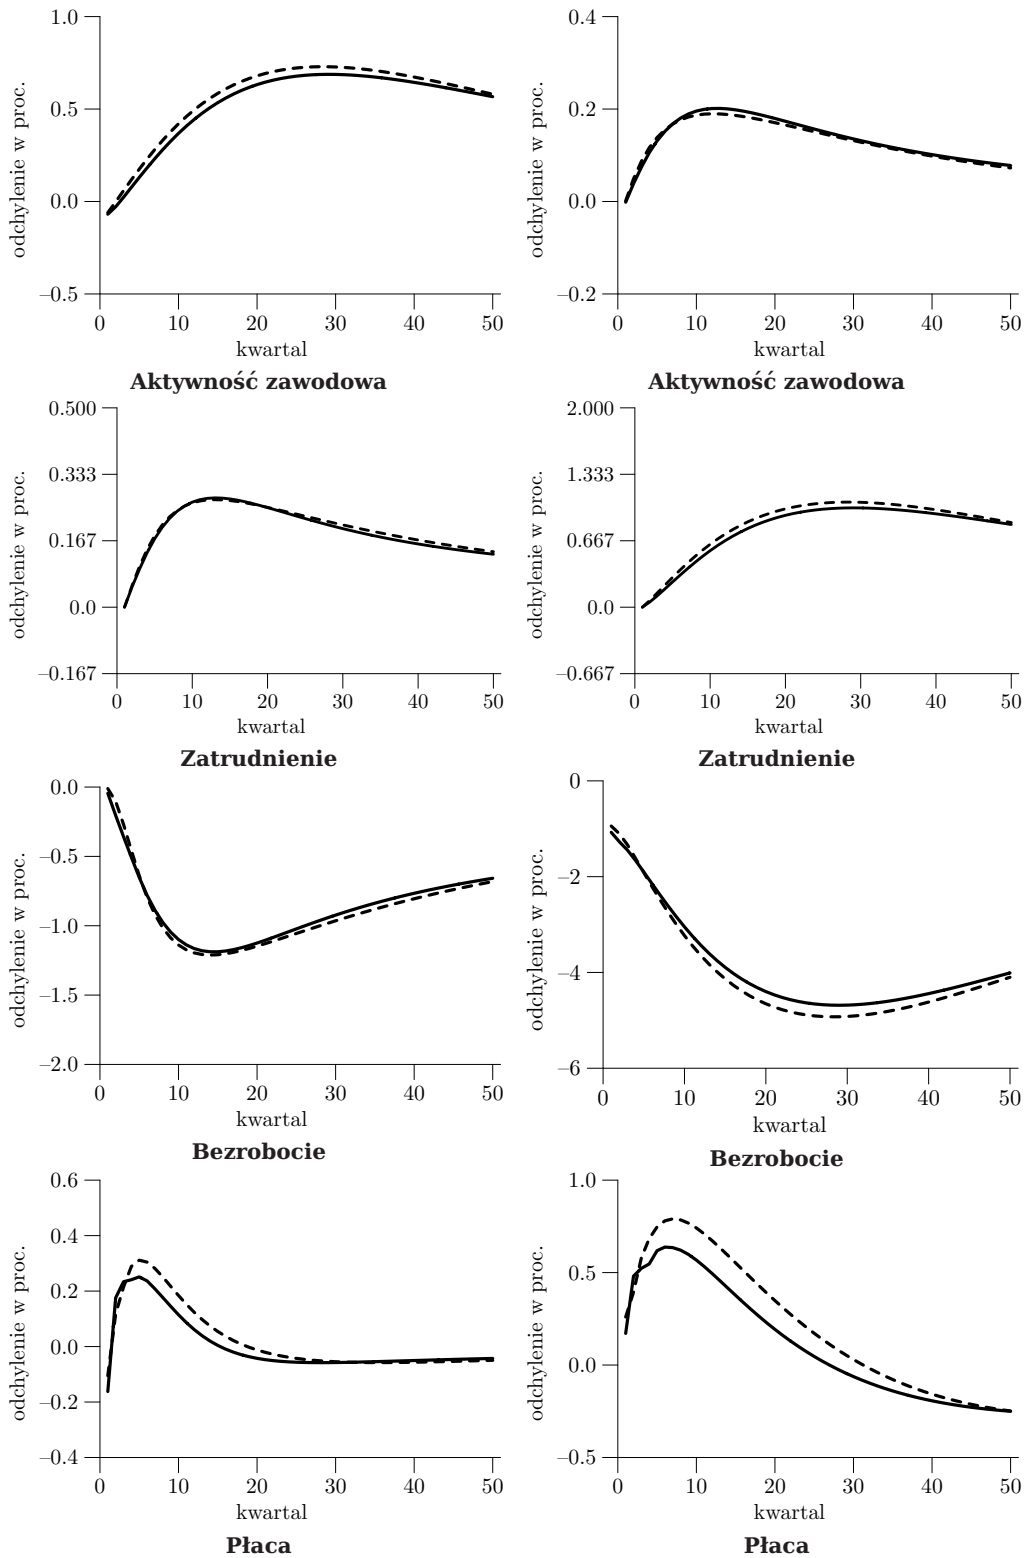 odchylenie w proc.
1.0
0.5
0.0
–0.5
0 10 20 30 40 50
kwartal
Aktywność zawodowa
odchylenie w proc.
0.4
0.2
0.0
–0.2
0 10 20 30 40 50
kwartal
Aktywność zawodowa
odchylenie w proc.
0.500
0.333
0.167
0.0
–0.167
0 10 20 30 40 50
kwartal
Zatrudnienie
odchylenie w proc.
2.000
1.333
0.667
0.0
–0.667
0 10 20 30 40 50
kwartal
Zatrudnienie
odchylenie w proc.
0.0
–0.5
–1.0
–1.5
–2.0
0 10 20 30 40 50
kwartal
Bezrobocie
odchylenie w proc.
0
–2
–4
–6
0 10 20 30 40 50
kwartal
Bezrobocie
odchylenie w proc.
0.6
0.4
0.2
0.0
–0.2
–0.4
0 10 20 30 40 50
kwartal
Płaca
odchylenie w proc.
1.0
0.5
0.0
–0.5
0 10 20 30 40 50
kwartal
Płaca